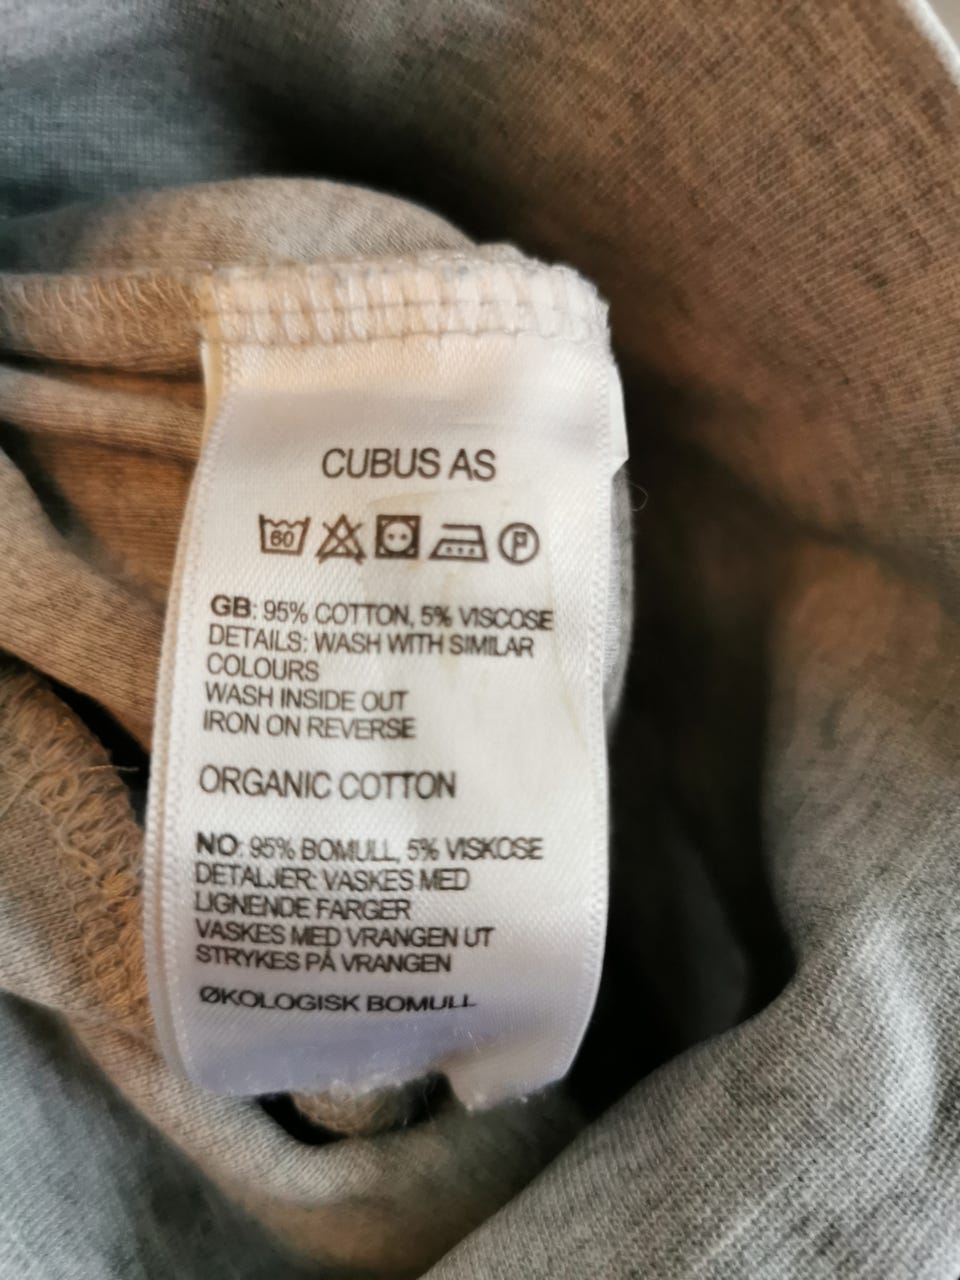 CUBUS AS
60 P
GB: 95% COTTON, 5% VISCOSE
DETAILS: WASH WITH SIMILAR
COLOURS
WASH INSIDE OUT
IRON ON REVERSE
ORGANIC COTTON
NO: 95% BOMULL, 5% VISKOSE
DETALJER: VASKES MED
LIGNENDE FARGER
VASKES MED VRANGEN UT
STRYKES PÅ VRANGEN
ØKOLOGISK BOMULL